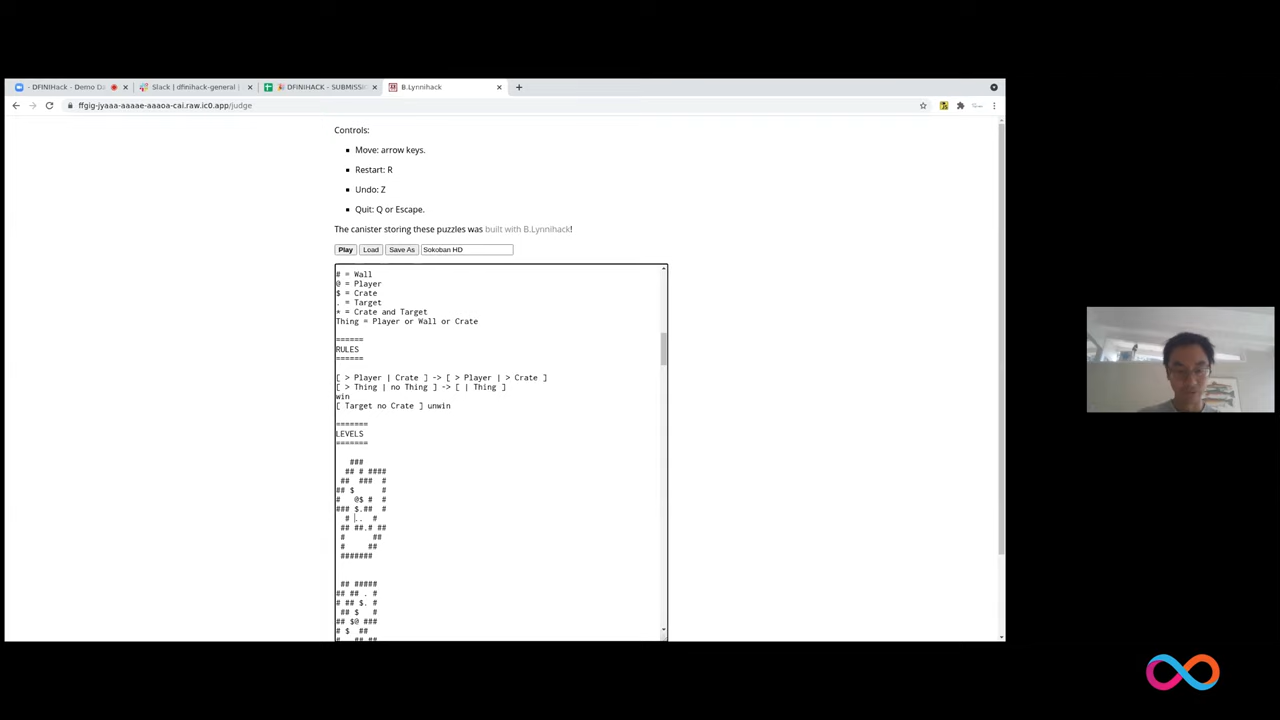 - DFINIHack - Demo Da
Slack | dfinihack-general |
DFINIHACK - SUBMISSI
B.Lynnihack
ffgig-jyaaa-aaaae-aaaoa-cai.raw.ic0.app/judge
Controls:
Move: arrow keys.
Restart: R
Undo: Z
Quit: Q or Escape.
The canister storing these puzzles was built with B.Lynnihack!
Play Load Save As Sokoban HD
# = Wall
@ = Player
$ = Crate
. = Target
* = Crate and Target
Thing = Player or Wall or Crate
======
RULES
======
[ > Player | Crate ] -> [ > Player | > Crate ]
[ > Thing | no Thing ] -> [ | Thing ]
win
[ Target no Crate ] unwin
=======
LEVELS
=======
   ###
  ## # ####
 ##  ###  #
## $      #
#   @$ #  #
### $.##  #
  # ..  #
 ## ##.# ##
 #      ##
 #     ##
 #######
 ## #####
## ## . #
# ## $. #
 ## $   #
## $@ ###
# $  ##